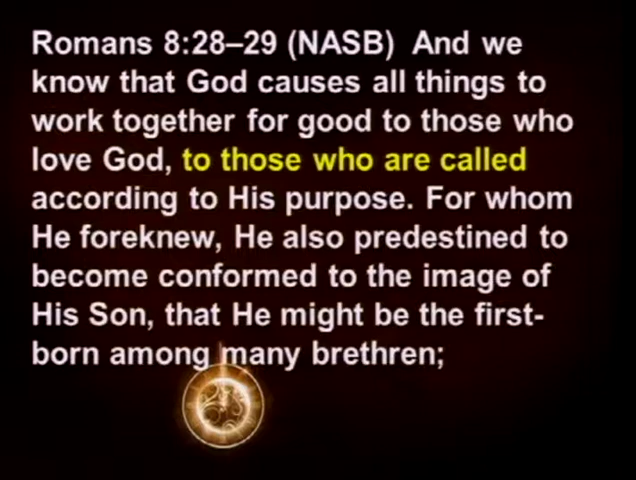 Romans 8:28–29 (NASB)  And we
know that God causes all things to
work together for good to those who
love God, to those who are called
according to His purpose. For whom
He foreknew, He also predestined to
become conformed to the image of
His Son, that He might be the first-
born among many brethren;